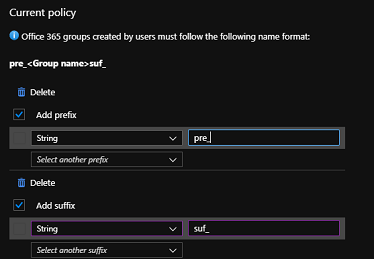 Current policy
Office 365 groups created by users must follow the following name format:
pre_<Group name>suf_
Delete
Add prefix
String pre_
Select another prefix
Delete
Add suffix
String suf_
Select another suffix